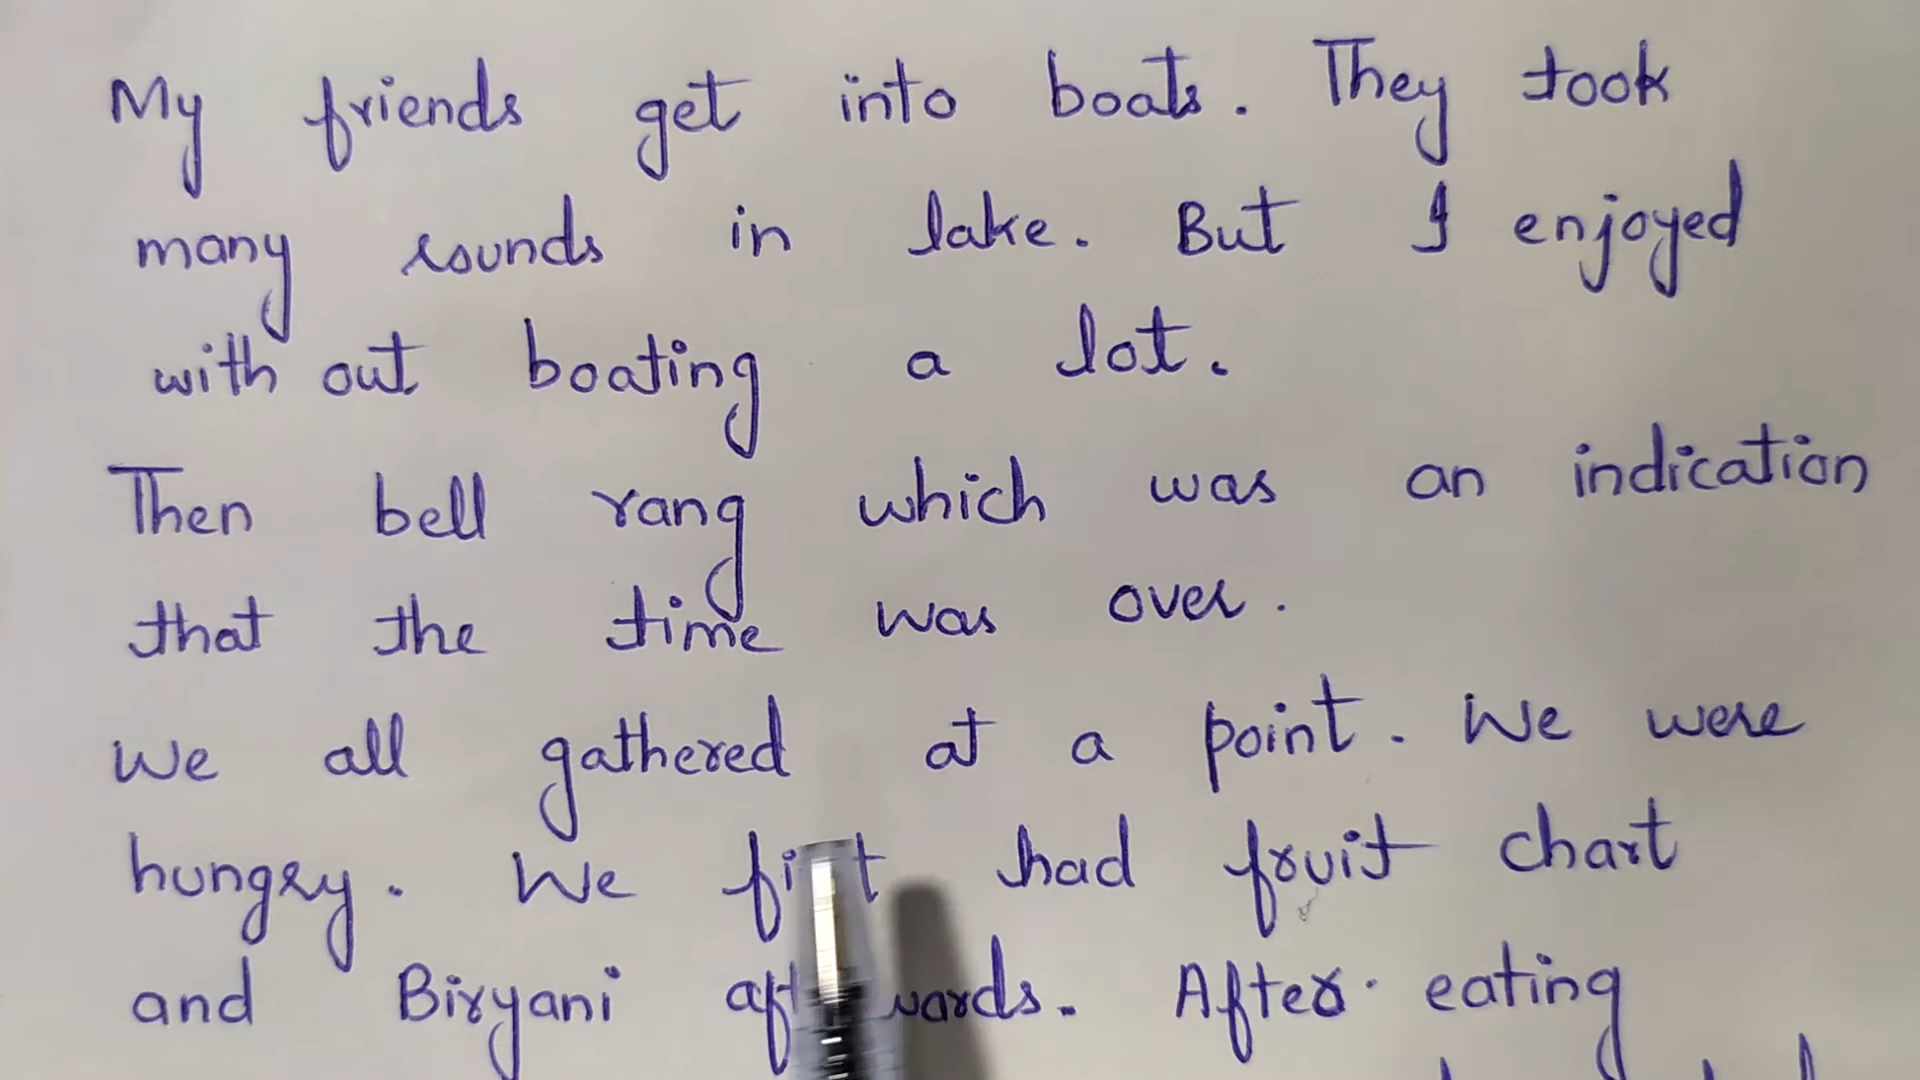 My friends get into boats. They took
many rounds in lake. But I enjoyed
with out boating a lot.
Then bell rang which was an indication
that the time was over.
We all gathered at a point. We were
hungry. We first had fruit chart
and Biryani afterwards. After eating